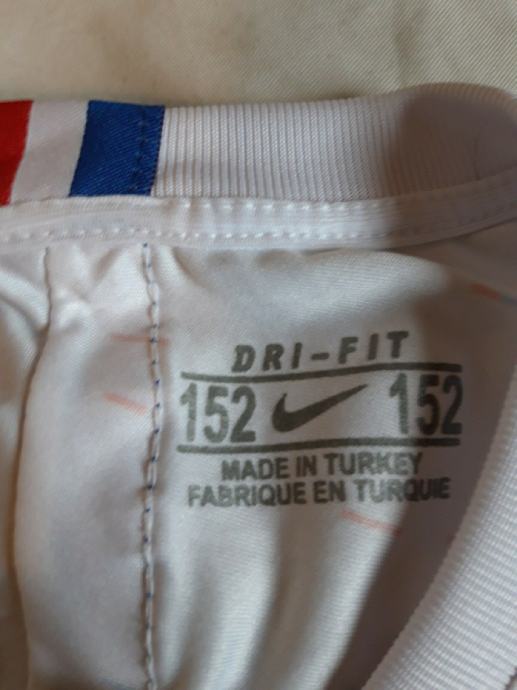 DRI-FIT
152 152
MADE IN TURKEY
FABRIQUE EN TURQUIE